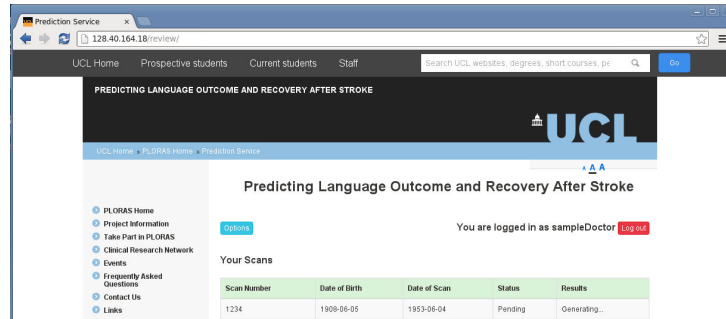 Prediction Service
128.40.164.18/review/
UCL Home Prospective students Current students Staff Search UCL websites, degrees, short courses, pe Go
PREDICTING LANGUAGE OUTCOME AND RECOVERY AFTER STROKE
UCL
UCL Home » PLORAS Home » Prediction Service
A A A
Predicting Language Outcome and Recovery After Stroke
PLORAS Home
Project Information
Take Part in PLORAS
Clinical Research Network
Events
Frequently Asked
Questions
Contact Us
Links
Options You are logged in as sampleDoctor Log out
Your Scans
Scan Number Date of Birth Date of Scan Status Results
1234 1908-06-05 1953-06-04 Pending Generating...